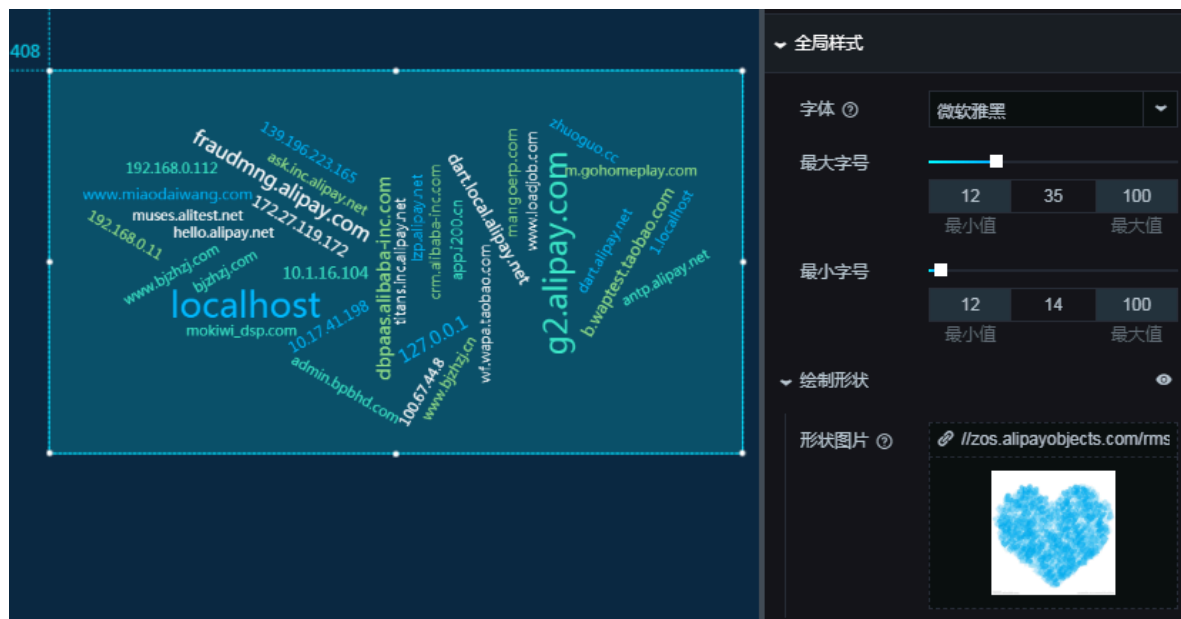 408
139.196.223.165
zhuoguo.cc
fraudmng.alipay.com
ask.inc.alipay.net
192.168.0.112
www.miaodaiwang.com
172.27.119.172
muses.alitest.net
hello.alipay.net
192.168.0.11
www.bjzhzj.com
bjzhzj.com
10.1.16.104
localhost
mokiwi_dsp.com
10.17.41.198
admin.bpbhd.com
dbpaas.alibaba-inc.com
titans.inc.alipay.net
lzp.alipay.net
crm.alibaba-inc.com
app.l200.cn
dart.local.alipay.net
127.0.0.1
100.67.44.8
www.bjzhzj.cn
wf.wapa.taobao.com
mangoerp.com
www.loadjob.com
g2.alipay.com
m.gohomeplay.com
dart.alipay.net
b.waptest.taobao.com
1.localhost
antp.alipay.net
全局样式
字体
微软雅黑
最大字号
12 35 100
最小值 最大值
最小字号
12 14 100
最小值 最大值
绘制形状
形状图片
//zos.alipayobjects.com/rms